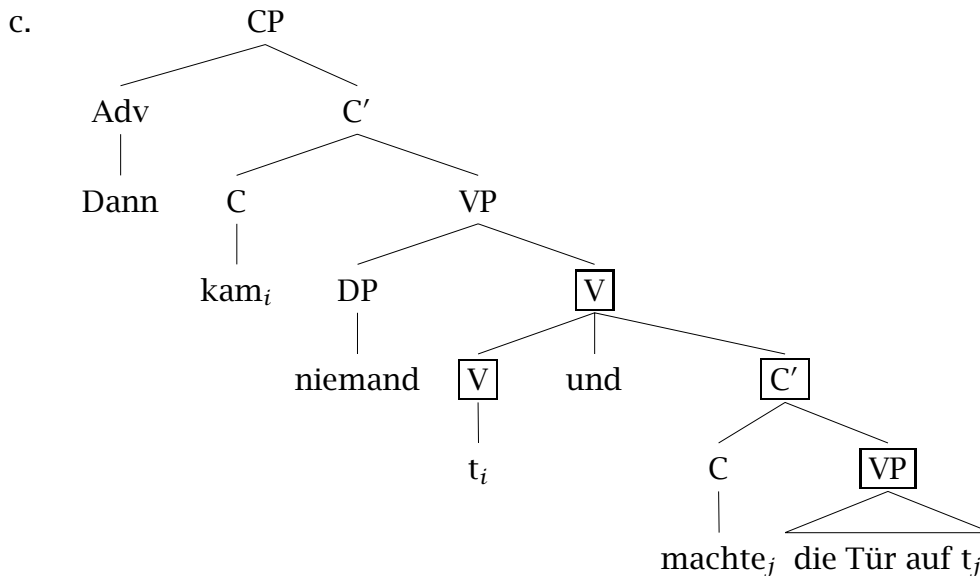 c. CP
Adv C′
Dann C VP
kamᵢ DP V
niemand V und C′
tᵢ C VP
machteⱼ die Tür auf tⱼ